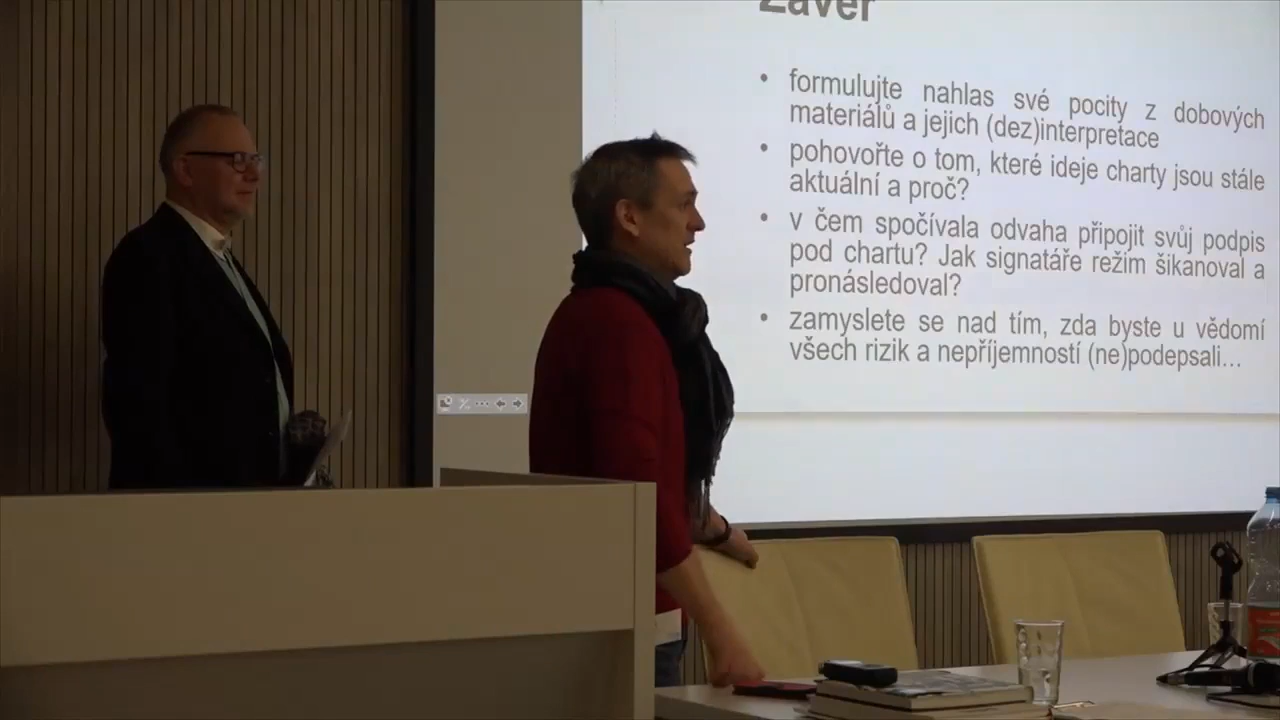 Závěr
• formulujte nahlas své pocity z dobových
materiálů a jejich (dez)interpretace
• pohovořte o tom, které ideje charty jsou stále
aktuální a proč?
• v čem spočívala odvaha připojit svůj podpis
pod chartu? Jak signatáře režim šikanoval a
pronásledoval?
• zamyslete se nad tím, zda byste u vědomí
všech rizik a nepříjemností (ne)podepsali...